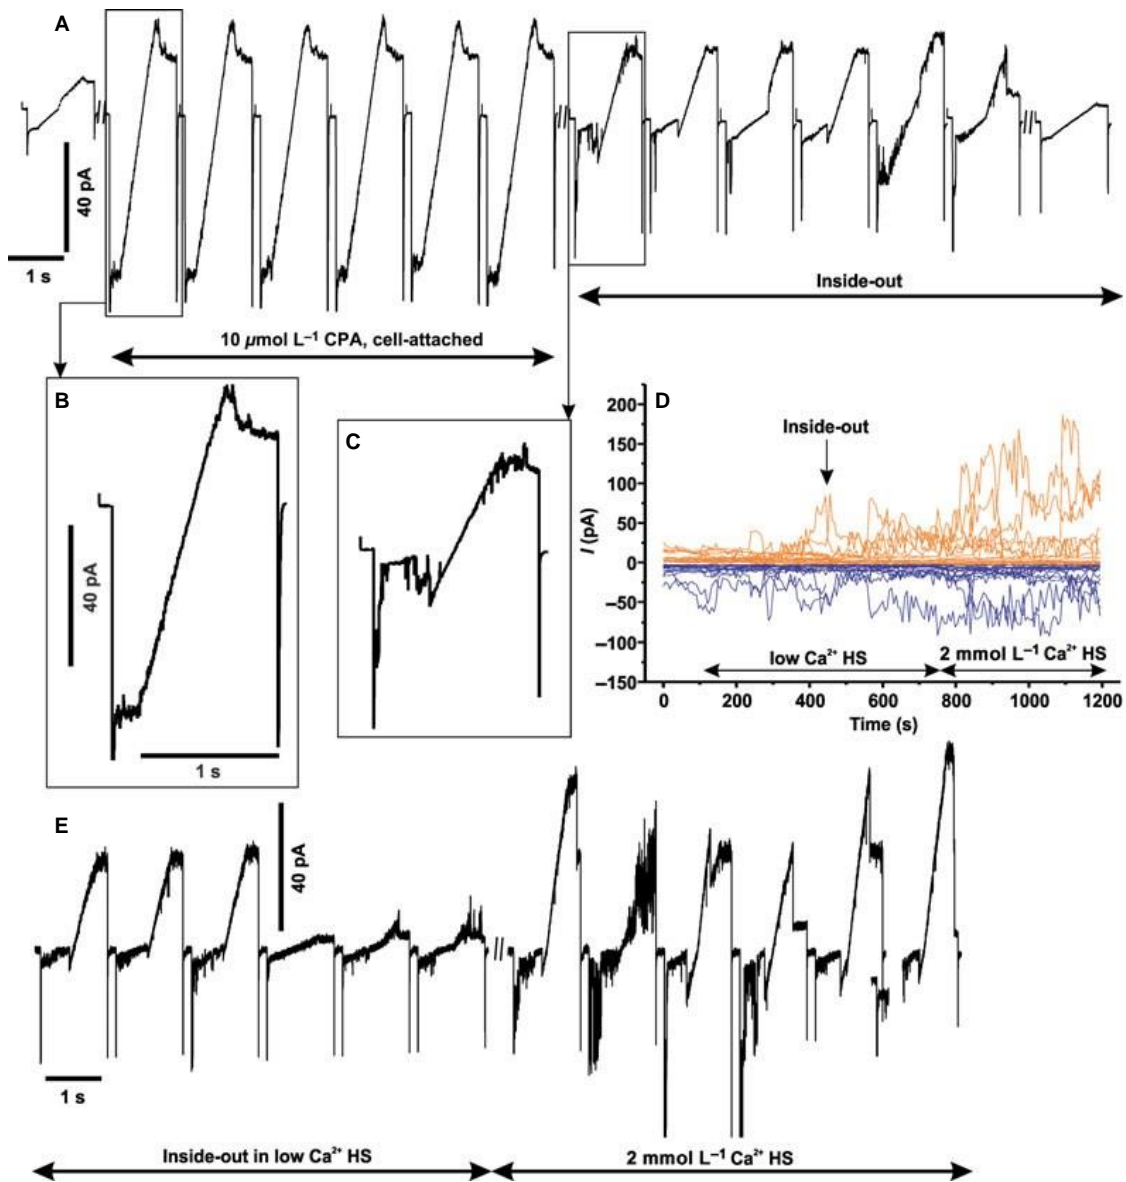 A
40 pA
1 s
Inside-out
10 µmol L⁻¹ CPA, cell-attached
B
40 pA
1 s
C
D
Inside-out
200
150
100
50
0
–50
–100
–150
I (pA)
low Ca²⁺ HS
2 mmol L⁻¹ Ca²⁺ HS
0
200
400
600
800
1000
1200
Time (s)
E
40 pA
1 s
Inside-out in low Ca²⁺ HS
2 mmol L⁻¹ Ca²⁺ HS